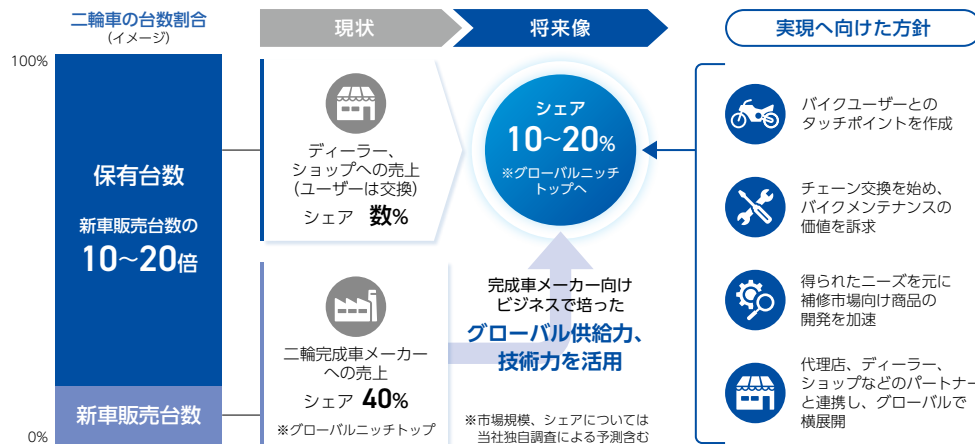 二輪車の台数割合
(イメージ)
100%
保有台数
新車販売台数の
10〜20倍
新車販売台数
0%
現状
ディーラー、
ショップへの売上
(ユーザーは交換)
シェア 数%
二輪完成車メーカー
への売上
シェア 40%
※グローバルニッチトップ
将来像
シェア
10〜20%
※グローバルニッチ
トップへ
完成車メーカー向け
ビジネスで培った
グローバル供給力、
技術力を活用
※市場規模、シェアについては
当社独自調査による予測含む
実現へ向けた方針
バイクユーザーとの
タッチポイントを作成
チェーン交換を始め、
バイクメンテナンスの
価値を訴求
得られたニーズを元に
補修市場向け商品の
開発を加速
代理店、ディーラー、
ショップなどのパートナー
と連携し、グローバルで
横展開